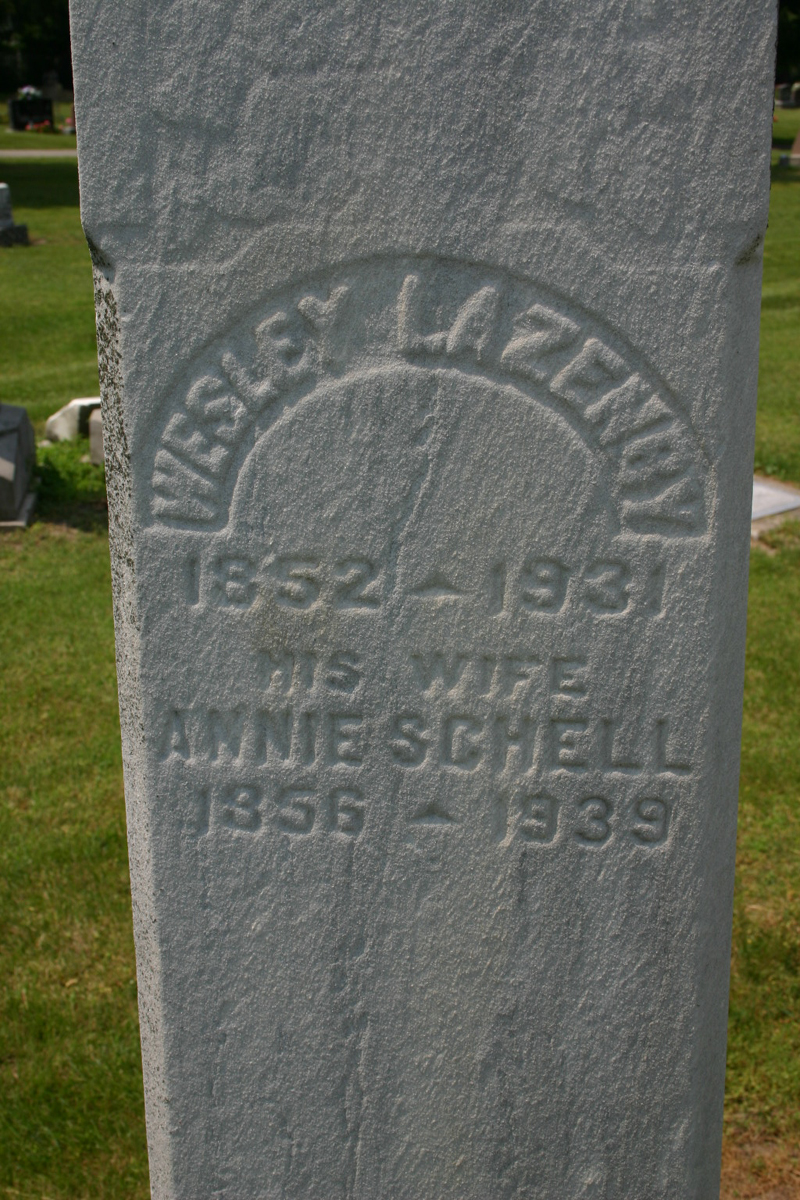 WESLEY LAZENBY
1852 - 1931
HIS WIFE
ANNIE SCHELL
1856 - 1939